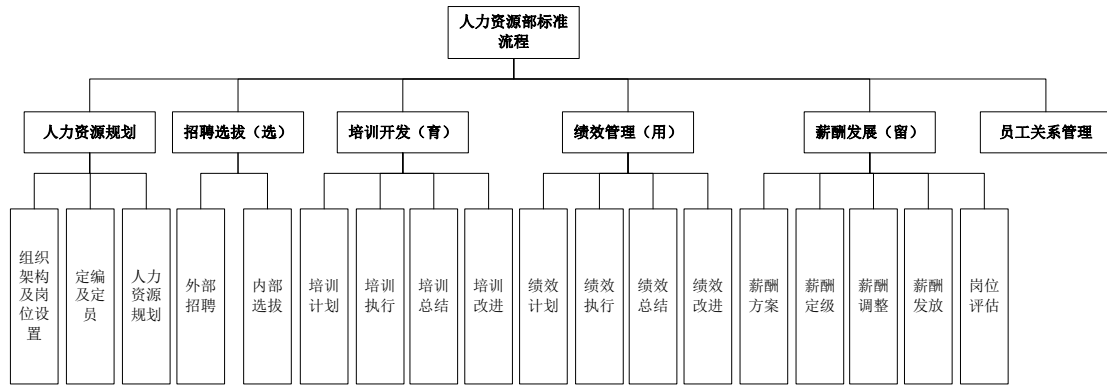 人力资源部标准
流程
人力资源规划
招聘选拔（选）
培训开发（育）
绩效管理（用）
薪酬发展（留）
员工关系管理
组织
架构
及岗
位设
置
定编
及定
员
人力
资源
规划
外部
招聘
内部
选拔
培训
计划
培训
执行
培训
总结
培训
改进
绩效
计划
绩效
执行
绩效
总结
绩效
改进
薪酬
方案
薪酬
定级
薪酬
调整
薪酬
发放
岗位
评估